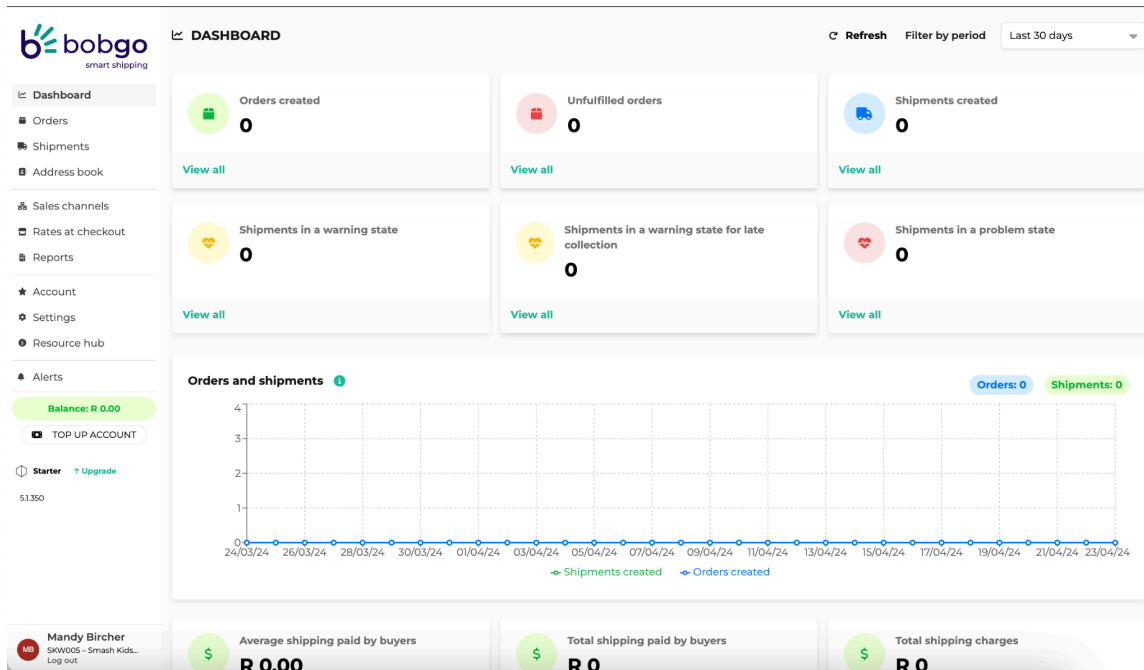 bobgo
smart shipping
DASHBOARD
Refresh Filter by period Last 30 days
Dashboard
Orders
Shipments
Address book
Sales channels
Rates at checkout
Reports
Account
Settings
Resource hub
Alerts
Balance: R 0.00
TOP UP ACCOUNT
Starter ↑ Upgrade
5.1.350
MB
Mandy Bircher
SKW005 – Smash Kids...
Log out
Orders created
0
View all
Unfulfilled orders
0
View all
Shipments created
0
View all
Shipments in a warning state
0
View all
Shipments in a warning state for late
collection
0
View all
Shipments in a problem state
0
View all
Orders and shipments
Orders: 0 Shipments: 0
4
3
2
1
0
24/03/24 26/03/24 28/03/24 30/03/24 01/04/24 03/04/24 05/04/24 07/04/24 09/04/24 11/04/24 13/04/24 15/04/24 17/04/24 19/04/24 21/04/24 23/04/24
Shipments created Orders created
Average shipping paid by buyers
R 0.00
Total shipping paid by buyers
R 0
Total shipping charges
R 0